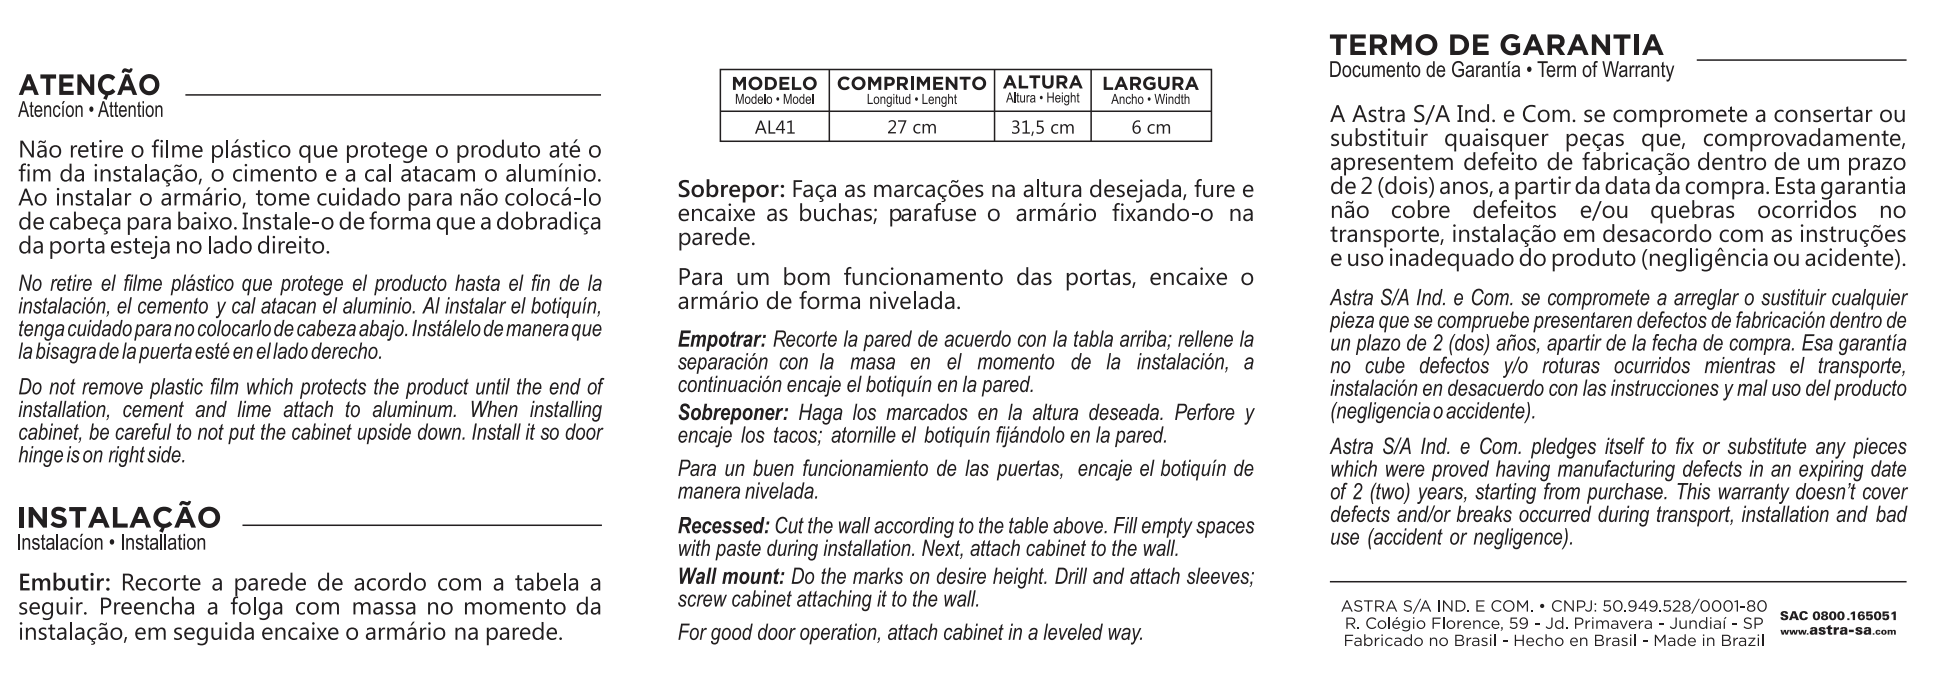 ATENÇÃO
Atencíon • Attention
Não retire o filme plástico que protege o produto até o
fim da instalação, o cimento e a cal atacam o alumínio.
Ao instalar o armário, tome cuidado para não colocá-lo
de cabeça para baixo. Instale-o de forma que a dobradiça
da porta esteja no lado direito.
No retire el filme plástico que protege el producto hasta el fin de la
instalación, el cemento y cal atacan el aluminio. Al instalar el botiquín,
tenga cuidado para no colocarlo de cabeza abajo. Instálelo de manera que
la bisagra de la puerta esté en el lado derecho.
Do not remove plastic film which protects the product until the end of
installation, cement and lime attach to aluminum. When installing
cabinet, be careful to not put the cabinet upside down. Install it so door
hinge is on right side.
INSTALAÇÃO
Instalacíon • Installation
Embutir: Recorte a parede de acordo com a tabela a
seguir. Preencha a folga com massa no momento da
instalação, em seguida encaixe o armário na parede.
MODELO COMPRIMENTO ALTURA LARGURA
Modelo • Model Longitud • Lenght Altura • Height Ancho • Windth
AL41 27 cm 31,5 cm 6 cm
Sobrepor: Faça as marcações na altura desejada, fure e
encaixe as buchas; parafuse o armário fixando-o na
parede.
Para um bom funcionamento das portas, encaixe o
armário de forma nivelada.
Empotrar: Recorte la pared de acuerdo con la tabla arriba; rellene la
separación con la masa en el momento de la instalación, a
continuación encaje el botiquín en la pared.
Sobreponer: Haga los marcados en la altura deseada. Perfore y
encaje los tacos; atornille el botiquín fijándolo en la pared.
Para un buen funcionamiento de las puertas, encaje el botiquín de
manera nivelada.
Recessed: Cut the wall according to the table above. Fill empty spaces
with paste during installation. Next, attach cabinet to the wall.
Wall mount: Do the marks on desire height. Drill and attach sleeves;
screw cabinet attaching it to the wall.
For good door operation, attach cabinet in a leveled way.
TERMO DE GARANTIA
Documento de Garantía • Term of Warranty
A Astra S/A Ind. e Com. se compromete a consertar ou
substituir quaisquer peças que, comprovadamente,
apresentem defeito de fabricação dentro de um prazo
de 2 (dois) anos, a partir da data da compra. Esta garantia
não cobre defeitos e/ou quebras ocorridos no
transporte, instalação em desacordo com as instruções
e uso inadequado do produto (negligência ou acidente).
Astra S/A Ind. e Com. se compromete a arreglar o sustituir cualquier
pieza que se compruebe presentaren defectos de fabricación dentro de
un plazo de 2 (dos) años, apartir de la fecha de compra. Esa garantía
no cube defectos y/o roturas ocurridos mientras el transporte,
instalación en desacuerdo con las instrucciones y mal uso del producto
(negligencia o accidente).
Astra S/A Ind. e Com. pledges itself to fix or substitute any pieces
which were proved having manufacturing defects in an expiring date
of 2 (two) years, starting from purchase. This warranty doesn't cover
defects and/or breaks occurred during transport, installation and bad
use (accident or negligence).
ASTRA S/A IND. E COM. • CNPJ: 50.949.528/0001-80
R. Colégio Florence, 59 - Jd. Primavera - Jundiaí - SP
Fabricado no Brasil - Hecho en Brasil - Made in Brazil
SAC 0800.165051
www.astra-sa.com